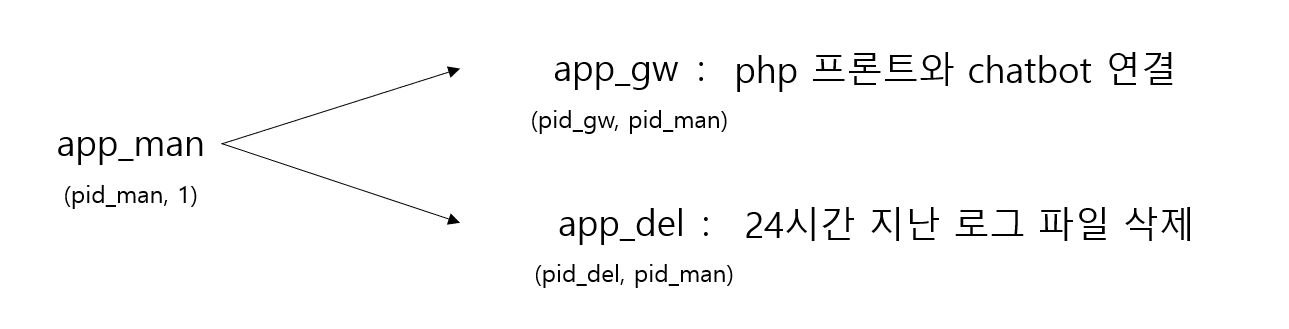 app_gw : php 프론트와 chatbot 연결
(pid_gw, pid_man)
app_man
(pid_man, 1)
app_del : 24시간 지난 로그 파일 삭제
(pid_del, pid_man)